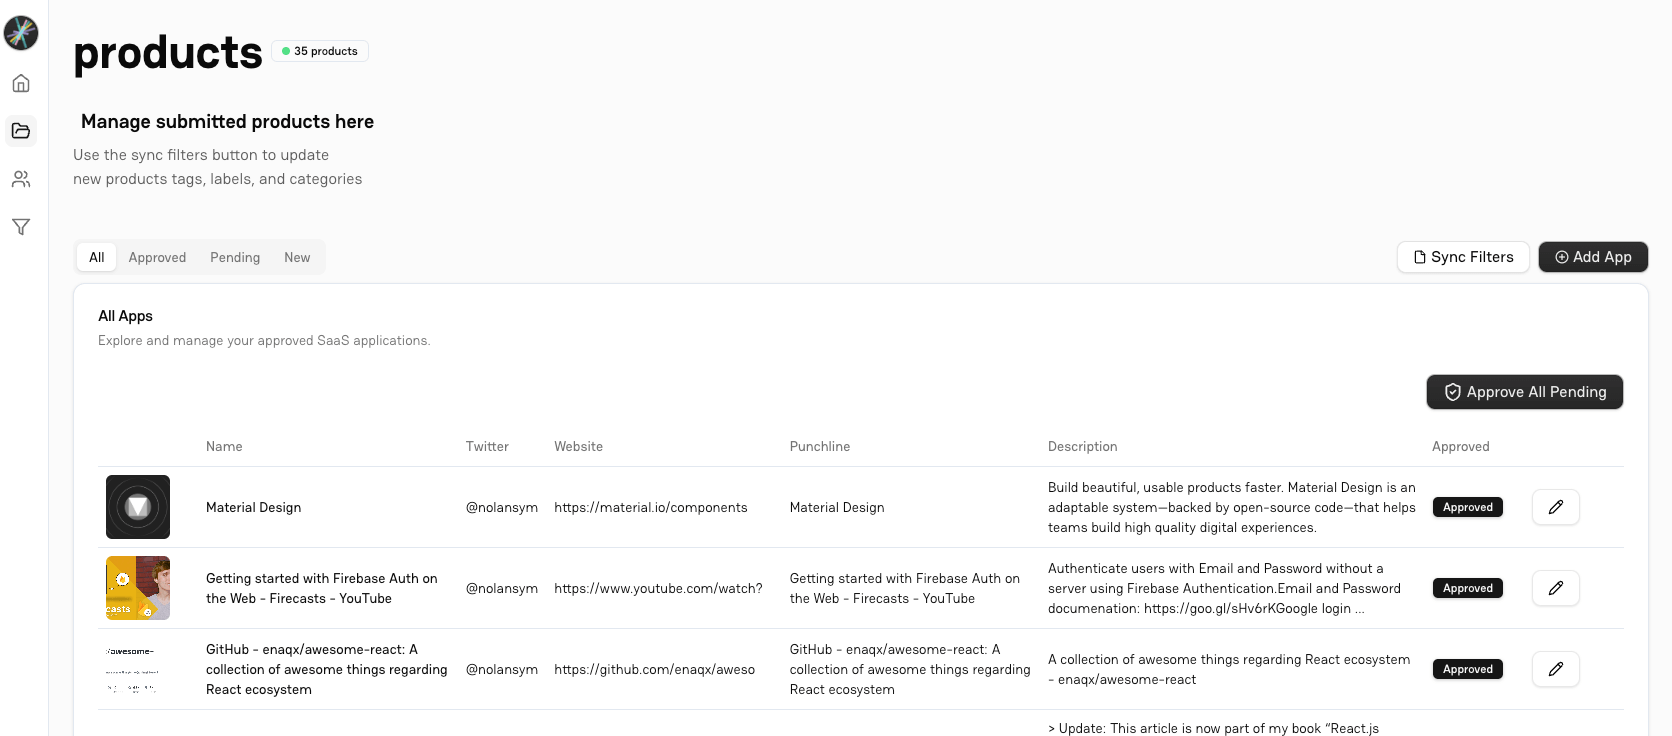 products
35 products
Manage submitted products here
Use the sync filters button to update
new products tags, labels, and categories
All Approved Pending New
Sync Filters
Add App
All Apps
Explore and manage your approved SaaS applications.
Approve All Pending
Name Twitter Website Punchline Description Approved
Material Design
@nolansym
https://material.io/components
Material Design
Build beautiful, usable products faster. Material Design is an
adaptable system—backed by open-source code—that helps
teams build high quality digital experiences.
Approved
casts
Getting started with Firebase Auth on
the Web - Firecasts - YouTube
@nolansym
https://www.youtube.com/watch?
Getting started with Firebase Auth on
the Web - Firecasts - YouTube
Authenticate users with Email and Password without a
server using Firebase Authentication.Email and Password
documenation: https://goo.gl/sHv6rKGoogle login ...
Approved
/awesome-
GitHub - enaqx/awesome-react: A
collection of awesome things regarding
React ecosystem
@nolansym
https://github.com/enaqx/aweso
GitHub - enaqx/awesome-react: A
collection of awesome things regarding
React ecosystem
A collection of awesome things regarding React ecosystem
- enaqx/awesome-react
Approved
> Update: This article is now part of my book “React.js